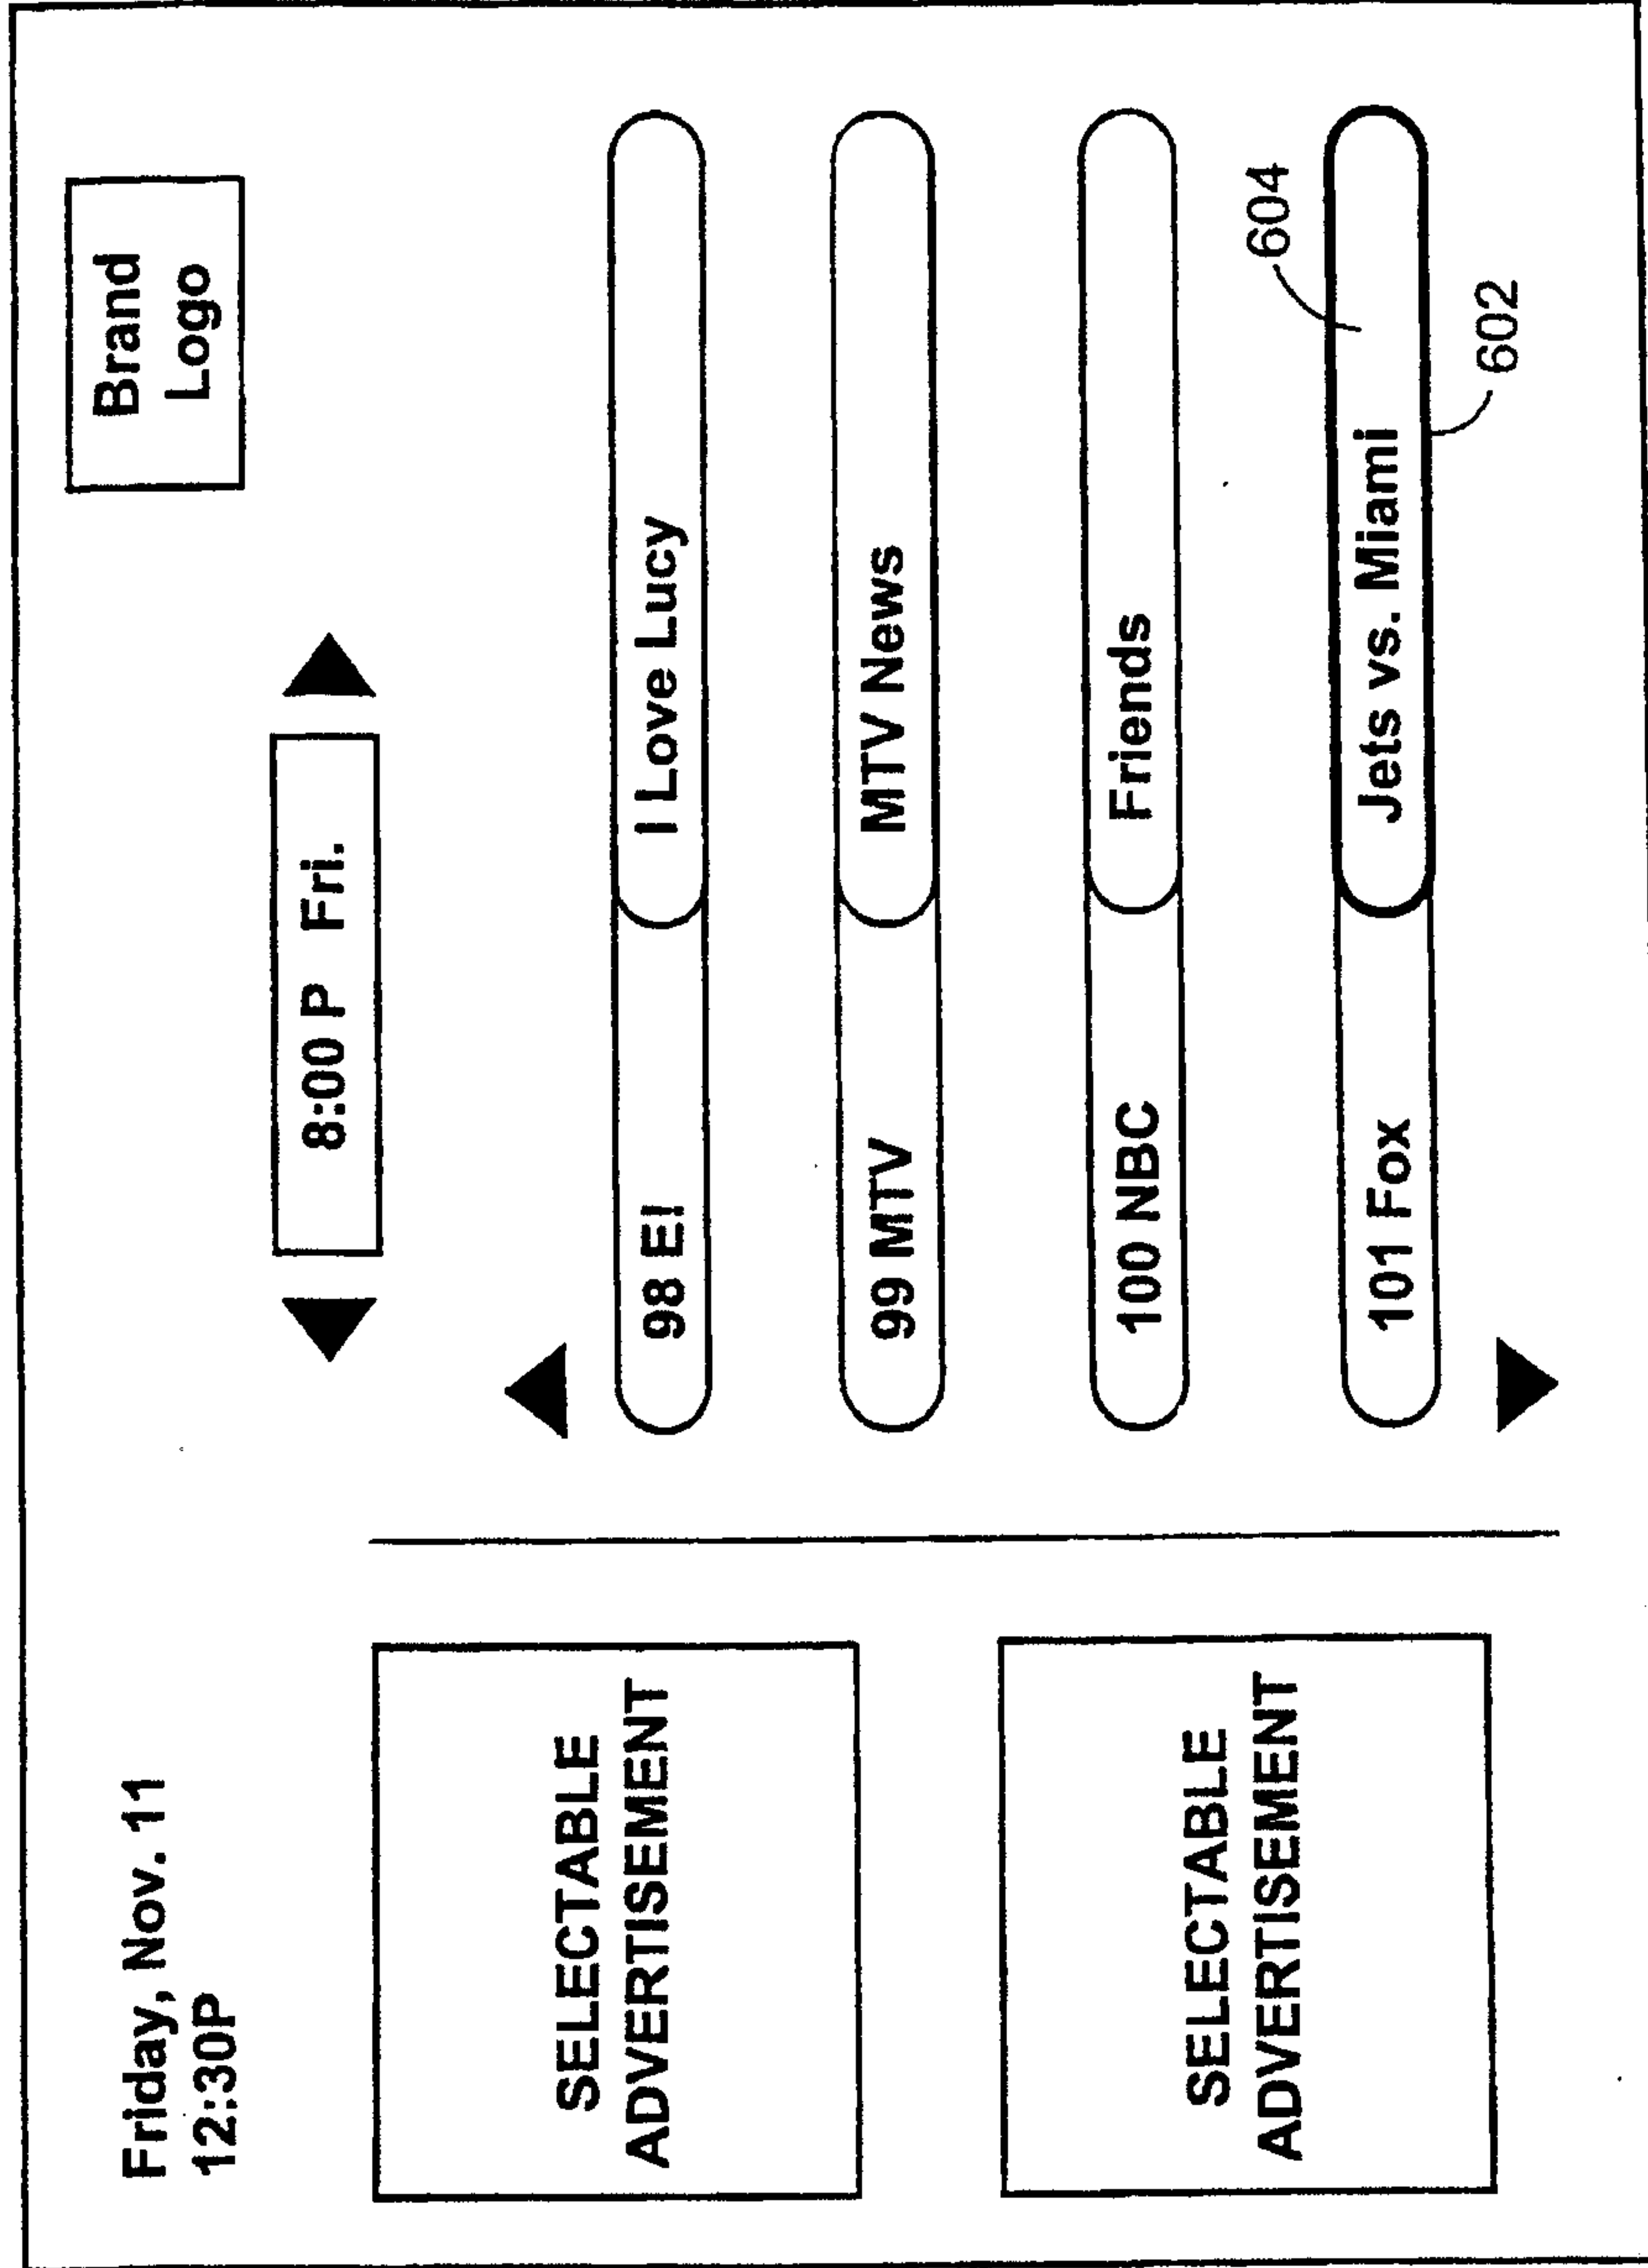 Friday, Nov. 11
12:30P
Brand
Logo
8:00 P Fri.
SELECTABLE
ADVERTISEMENT
SELECTABLE
ADVERTISEMENT
98 E! I Love Lucy
99 MTV MTV News
100 NBC Friends
101 Fox Jets vs. Miami
604
602